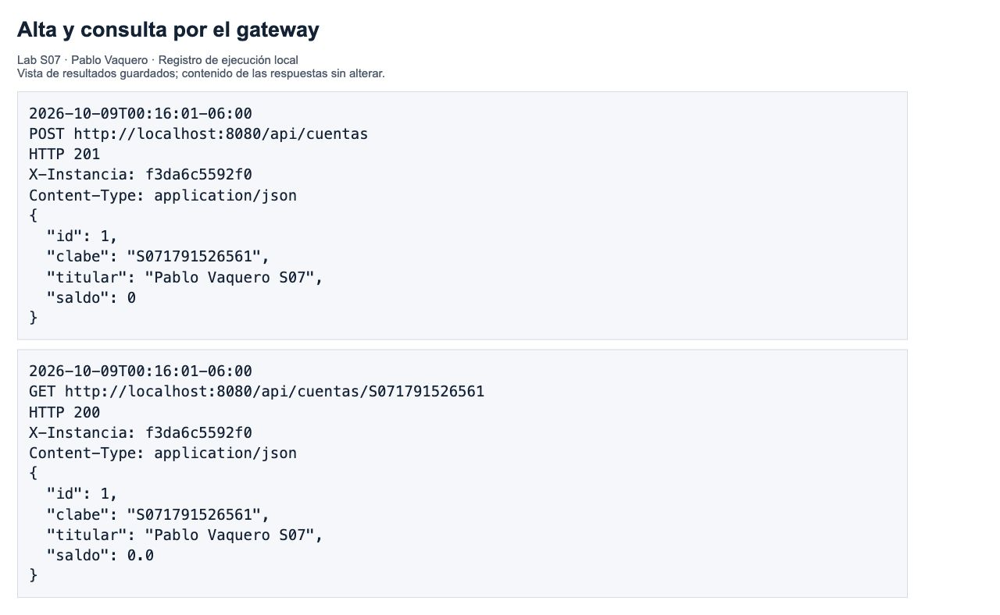 Alta y consulta por el gateway
Lab S07 · Pablo Vaquero · Registro de ejecución local
Vista de resultados guardados; contenido de las respuestas sin alterar.
2026-10-09T00:16:01-06:00
POST http://localhost:8080/api/cuentas
HTTP 201
X-Instancia: f3da6c5592f0
Content-Type: application/json
{
  "id": 1,
  "clabe": "S071791526561",
  "titular": "Pablo Vaquero S07",
  "saldo": 0
}
2026-10-09T00:16:01-06:00
GET http://localhost:8080/api/cuentas/S071791526561
HTTP 200
X-Instancia: f3da6c5592f0
Content-Type: application/json
{
  "id": 1,
  "clabe": "S071791526561",
  "titular": "Pablo Vaquero S07",
  "saldo": 0.0
}